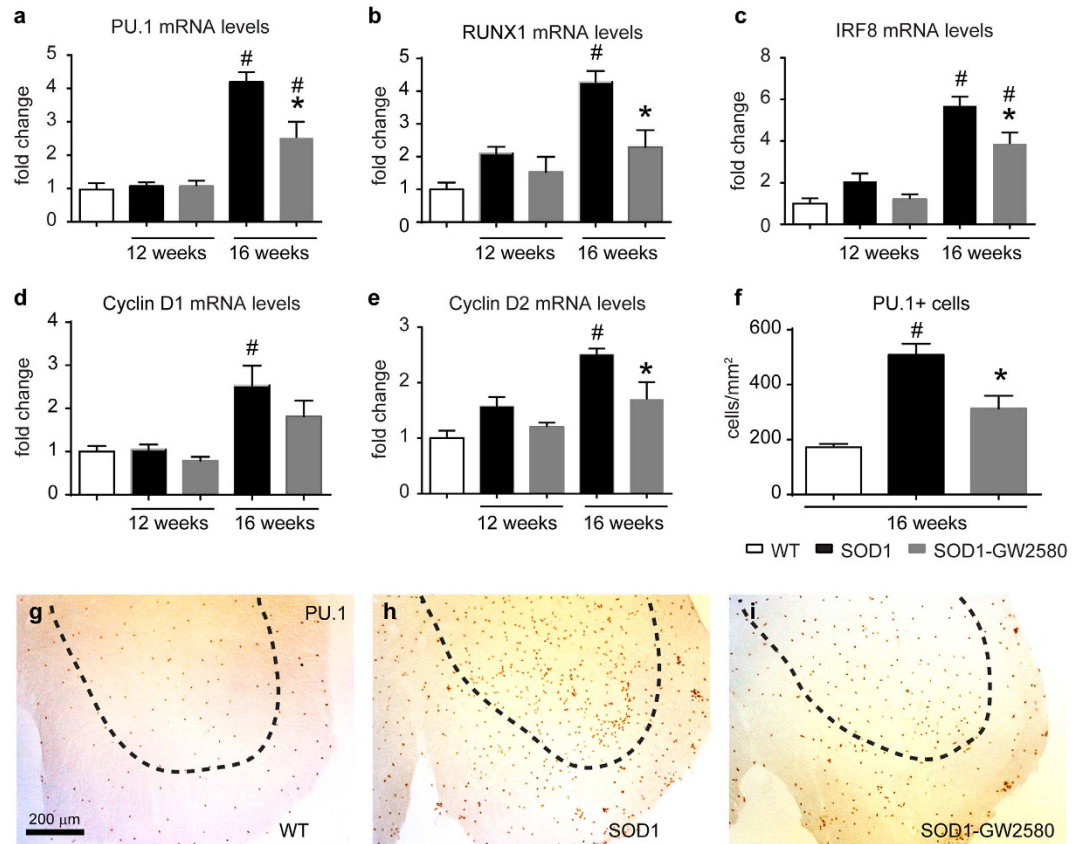 a
PU.1 mRNA levels
fold change
5
4
3
2
1
0
#
#
*
12 weeks
16 weeks
b
RUNX1 mRNA levels
fold change
5
4
3
2
1
0
#
*
12 weeks
16 weeks
c
IRF8 mRNA levels
fold change
8
6
4
2
0
#
#
*
12 weeks
16 weeks
d
Cyclin D1 mRNA levels
fold change
4
3
2
1
0
#
12 weeks
16 weeks
e
Cyclin D2 mRNA levels
fold change
3
2
1
0
#
*
12 weeks
16 weeks
f
PU.1+ cells
cells/mm²
600
400
200
0
#
*
16 weeks
WT SOD1 SOD1-GW2580
g
PU.1
200 μm
WT
h
SOD1
i
SOD1-GW2580